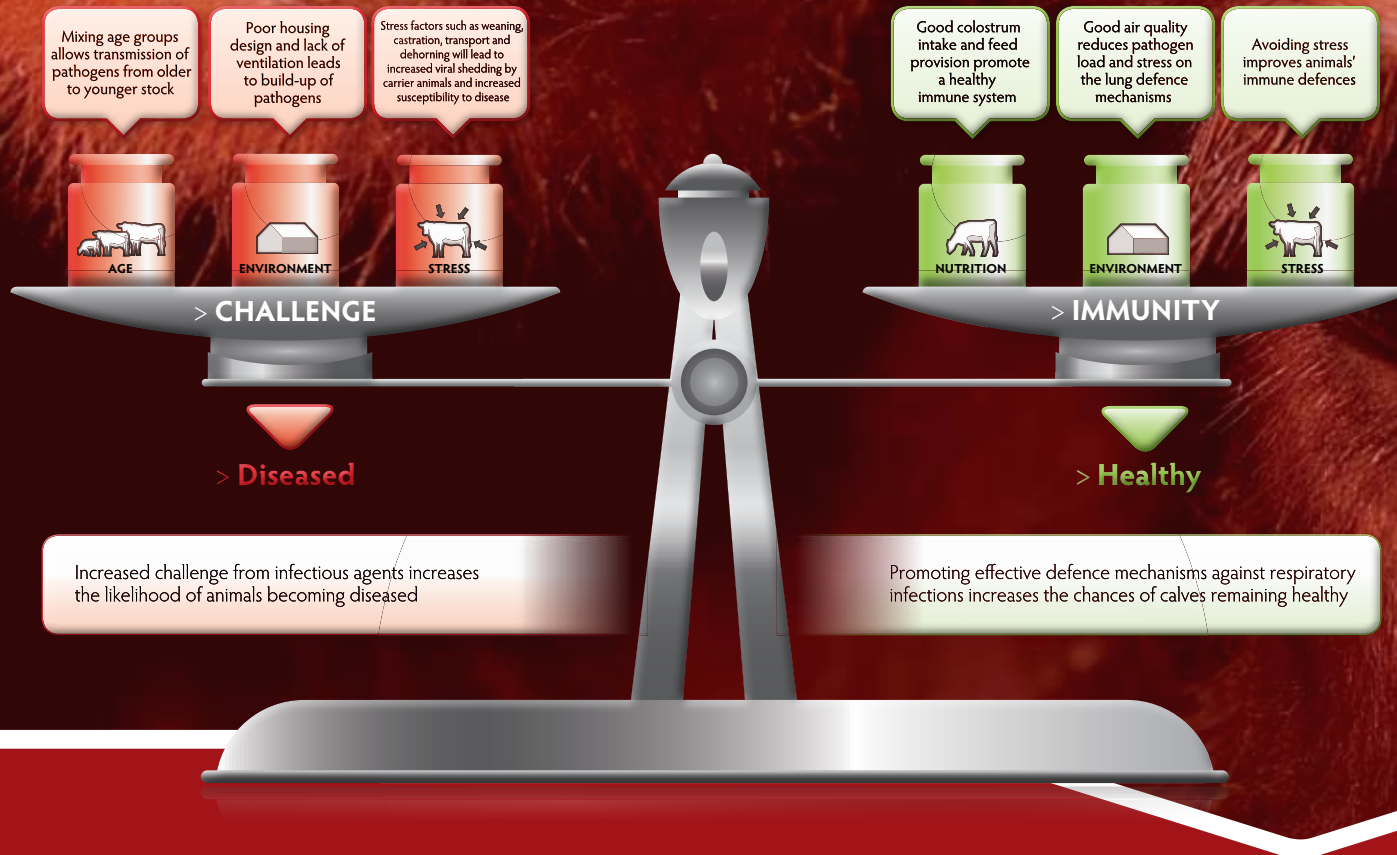 Mixing age groups
allows transmission of
pathogens from older
to younger stock
Poor housing
design and lack of
ventilation leads
to build-up of
pathogens
Stress factors such as weaning,
castration, transport and
dehorning will lead to
increased viral shedding by
carrier animals and increased
susceptibility to disease
Good colostrum
intake and feed
provision promote
a healthy
immune system
Good air quality
reduces pathogen
load and stress on
the lung defence
mechanisms
Avoiding stress
improves animals'
immune defences
AGE
ENVIRONMENT
STRESS
NUTRITION
ENVIRONMENT
STRESS
> CHALLENGE
> IMMUNITY
> Diseased
> Healthy
Increased challenge from infectious agents increases
the likelihood of animals becoming diseased
Promoting effective defence mechanisms against respiratory
infections increases the chances of calves remaining healthy